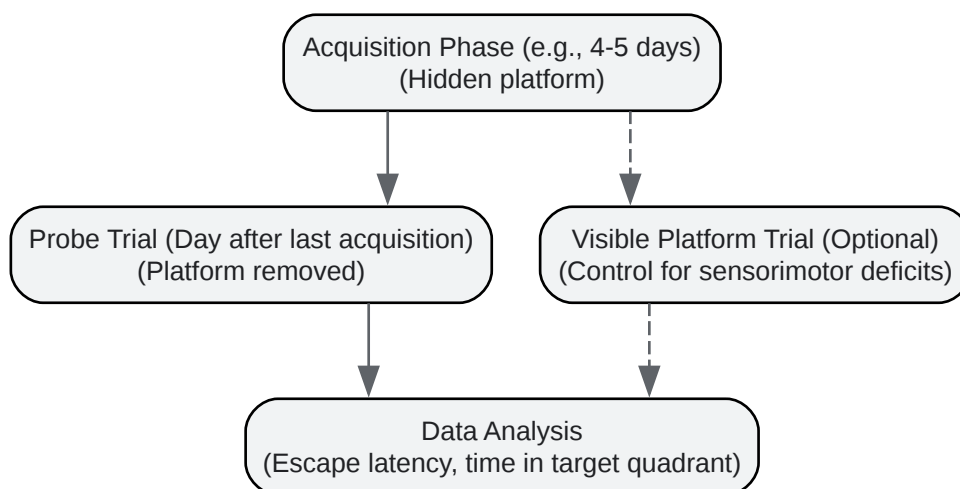 Acquisition Phase (e.g., 4-5 days)
(Hidden platform)
Probe Trial (Day after last acquisition)
(Platform removed)
Visible Platform Trial (Optional)
(Control for sensorimotor deficits)
Data Analysis
(Escape latency, time in target quadrant)